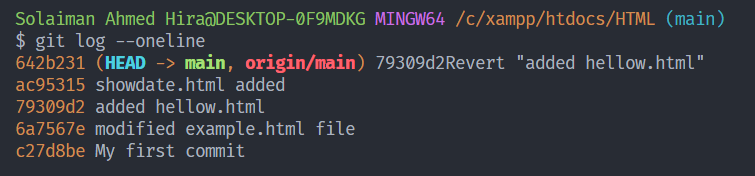 Solaiman Ahmed Hira@DESKTOP-0F9MDKG MINGW64 /c/xampp/htdocs/HTML (main)
$ git log --oneline
642b231 (HEAD -> main, origin/main) 79309d2Revert "added hellow.html"
ac95315 showdate.html added
79309d2 added hellow.html
6a7567e modified example.html file
c27d8be My first commit